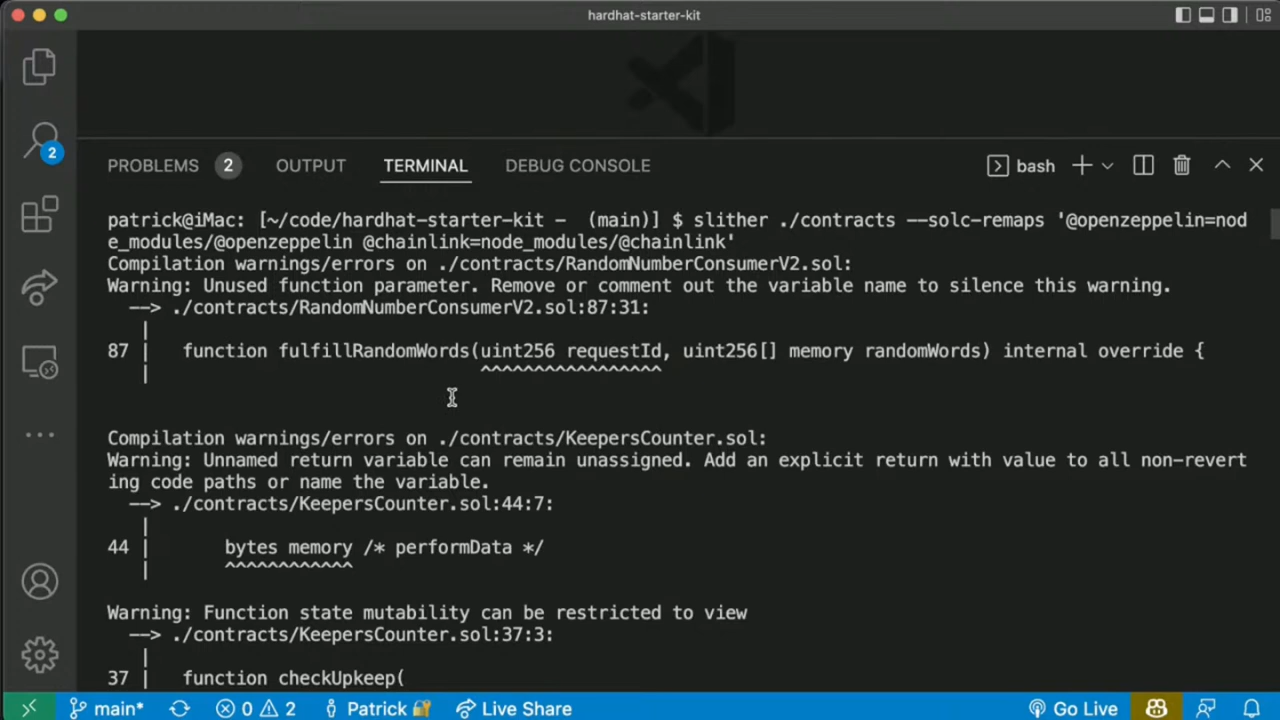 hardhat-starter-kit
2
PROBLEMS 2 OUTPUT TERMINAL DEBUG CONSOLE bash
patrick@iMac: [~/code/hardhat-starter-kit - (main)] $ slither ./contracts --solc-remaps '@openzeppelin=nod
e_modules/@openzeppelin @chainlink=node_modules/@chainlink'
Compilation warnings/errors on ./contracts/RandomNumberConsumerV2.sol:
Warning: Unused function parameter. Remove or comment out the variable name to silence this warning.
--> ./contracts/RandomNumberConsumerV2.sol:87:31:
|
87 | function fulfillRandomWords(uint256 requestId, uint256[] memory randomWords) internal override {
| ^^^^^^^^^^^^^^^^^
Compilation warnings/errors on ./contracts/KeepersCounter.sol:
Warning: Unnamed return variable can remain unassigned. Add an explicit return with value to all non-revert
ing code paths or name the variable.
--> ./contracts/KeepersCounter.sol:44:7:
|
44 | bytes memory /* performData */
| ^^^^^^^^^^^^
Warning: Function state mutability can be restricted to view
--> ./contracts/KeepersCounter.sol:37:3:
|
37 | function checkUpkeep(
main* 0 2 Patrick Live Share Go Live